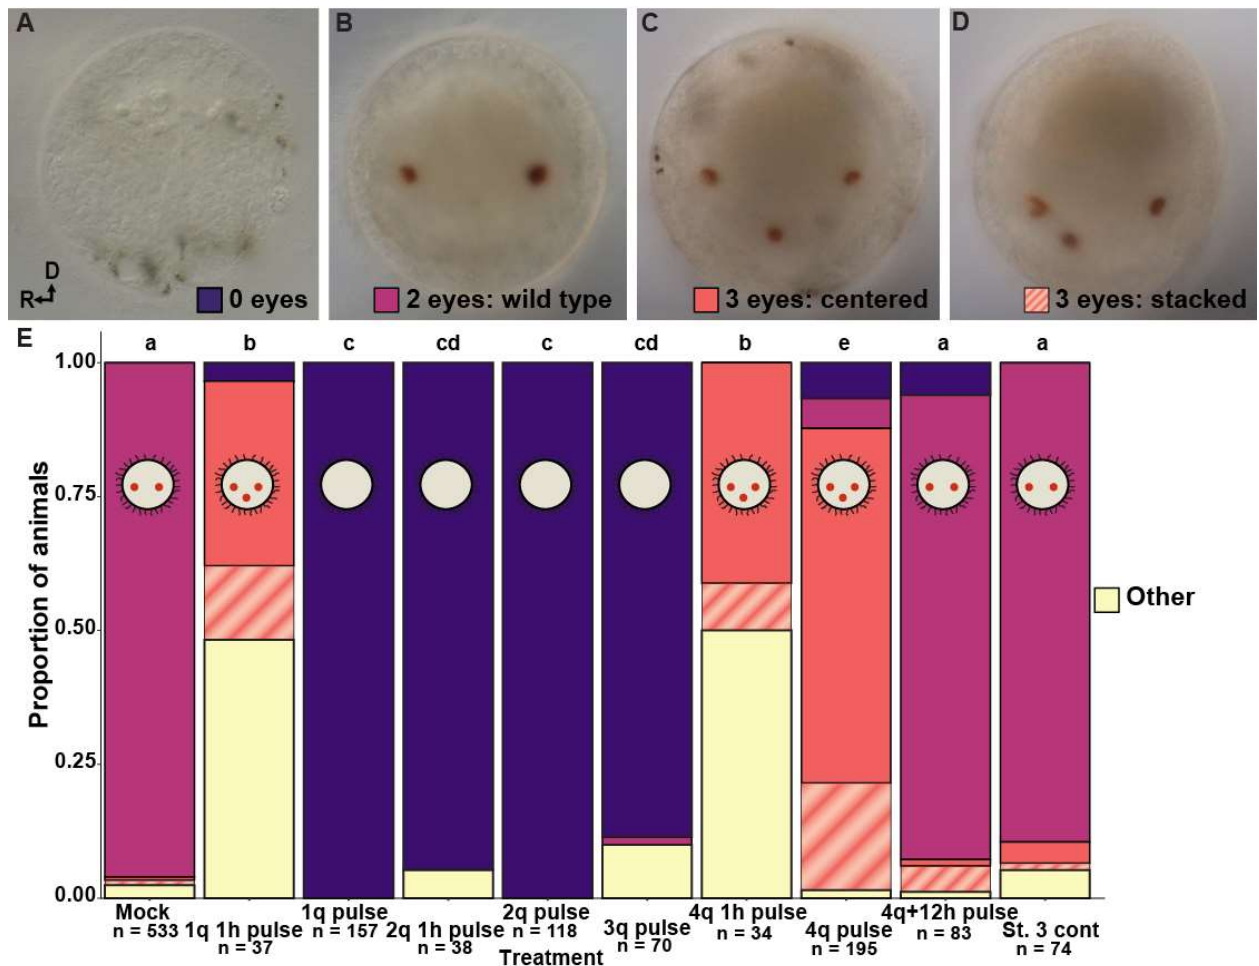 A
B
C
D
D
R
0 eyes
2 eyes: wild type
3 eyes: centered
3 eyes: stacked
E
a b c cd c cd b e a a
1.00
0.75
0.50
0.25
0.00
Proportion of animals
Other
Mock
n = 533
1q 1h pulse
n = 37
1q pulse
n = 157
2q 1h pulse
n = 38
2q pulse
n = 118
3q pulse
n = 70
4q 1h pulse
n = 34
4q pulse
n = 195
4q+12h pulse
n = 83
St. 3 cont
n = 74
Treatment